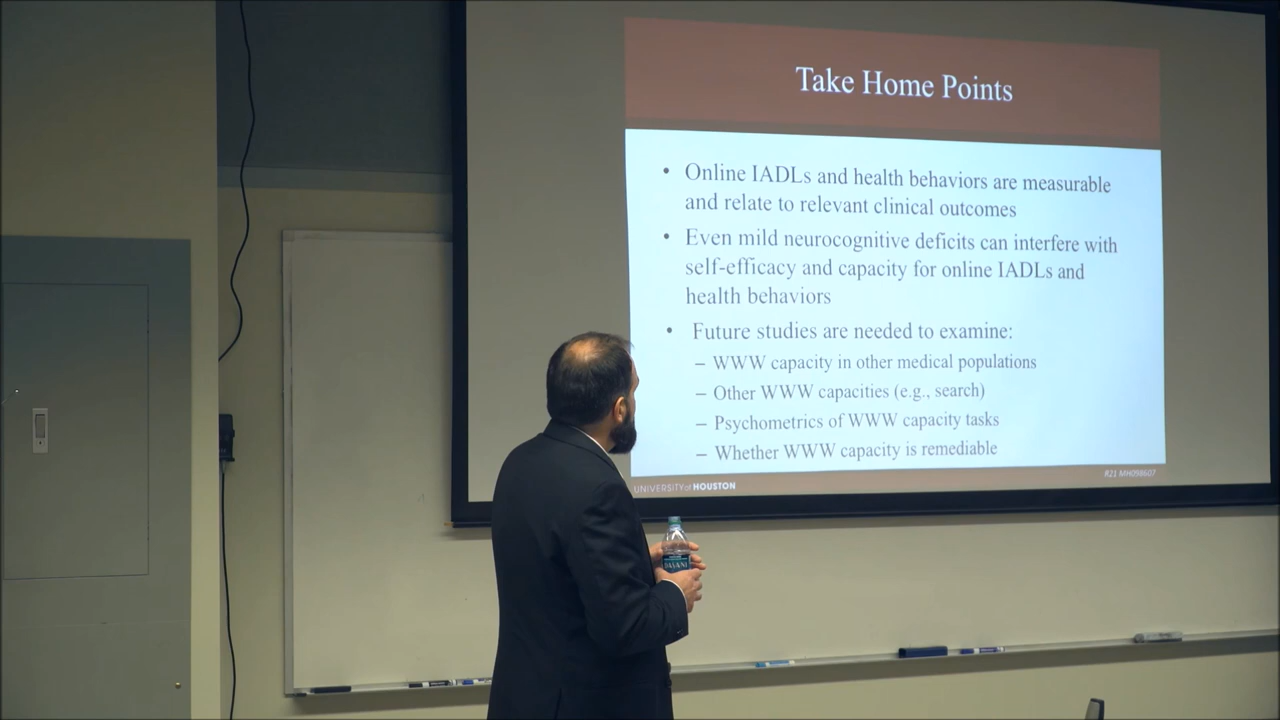 Take Home Points
• Online IADLs and health behaviors are measurable
and relate to relevant clinical outcomes
• Even mild neurocognitive deficits can interfere with
self-efficacy and capacity for online IADLs and
health behaviors
• Future studies are needed to examine:
– WWW capacity in other medical populations
– Other WWW capacities (e.g., search)
– Psychometrics of WWW capacity tasks
– Whether WWW capacity is remediable
UNIVERSITY of HOUSTON
R21 MH098607
DASANI